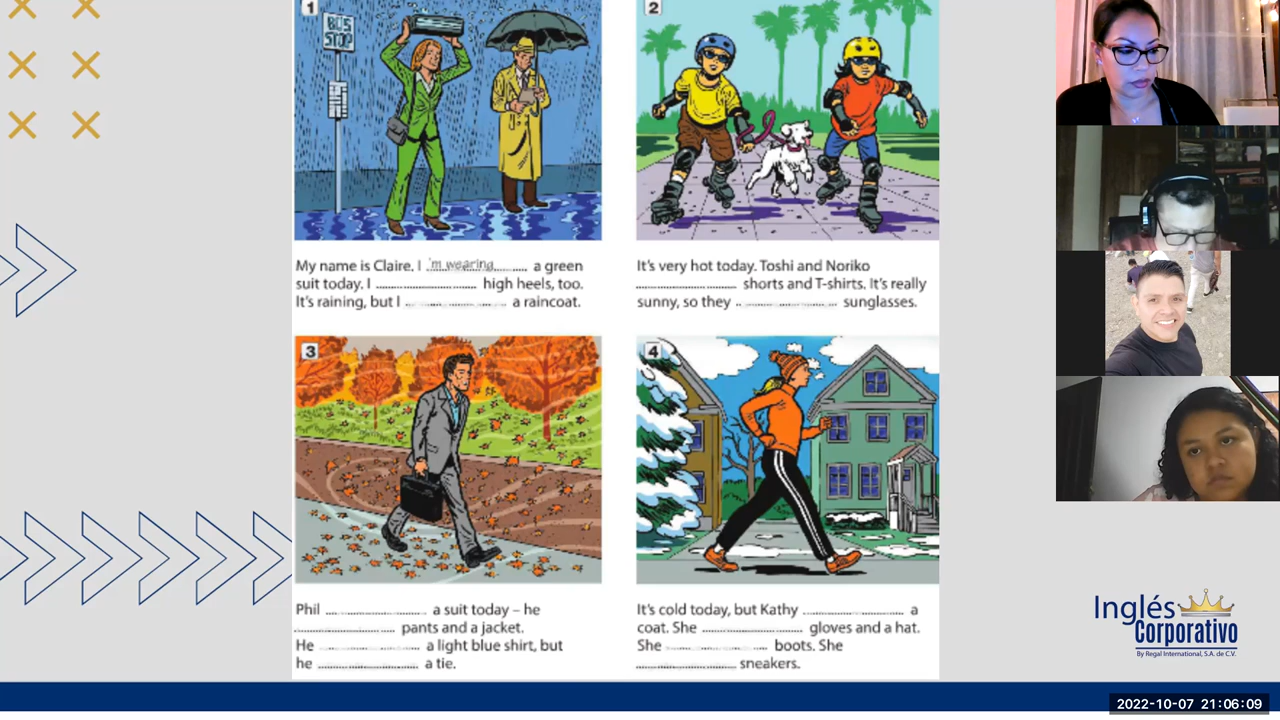 1
BUS
STOP
My name is Claire. I 'm wearing a green
suit today. I .......................... high heels, too.
It's raining, but I .......................... a raincoat.
2
It's very hot today. Toshi and Noriko
.......................... shorts and T-shirts. It's really
sunny, so they .......................... sunglasses.
3
Phil .......................... a suit today – he
.......................... pants and a jacket.
He .......................... a light blue shirt, but
he .......................... a tie.
4
It's cold today, but Kathy .......................... a
coat. She .......................... gloves and a hat.
She .......................... boots. She
.......................... sneakers.
Inglés
Corporativo
By Regal International, S.A. de C.V.
2022-10-07 21:06:09